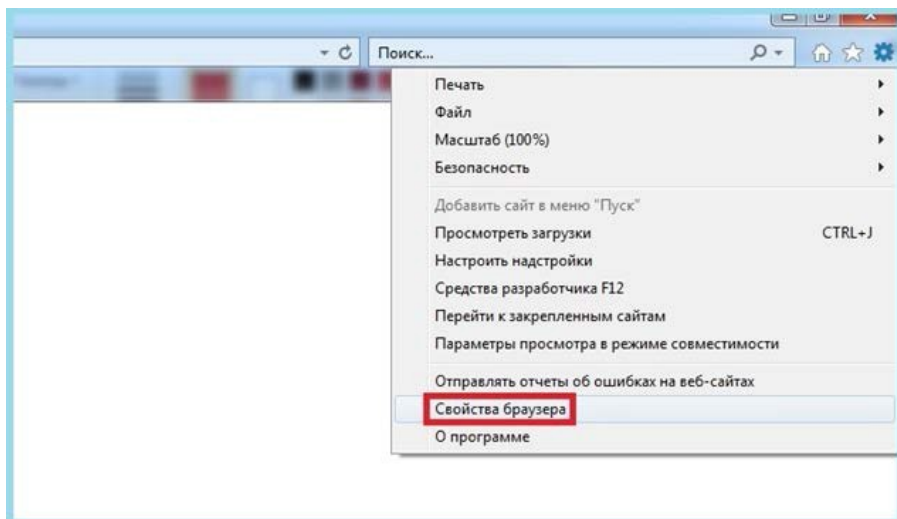 Поиск...
Печать
Файл
Масштаб (100%)
Безопасность
Добавить сайт в меню "Пуск"
Просмотреть загрузки CTRL+J
Настроить надстройки
Средства разработчика F12
Перейти к закрепленным сайтам
Параметры просмотра в режиме совместимости
Отправлять отчеты об ошибках на веб-сайтах
Свойства браузера
О программе